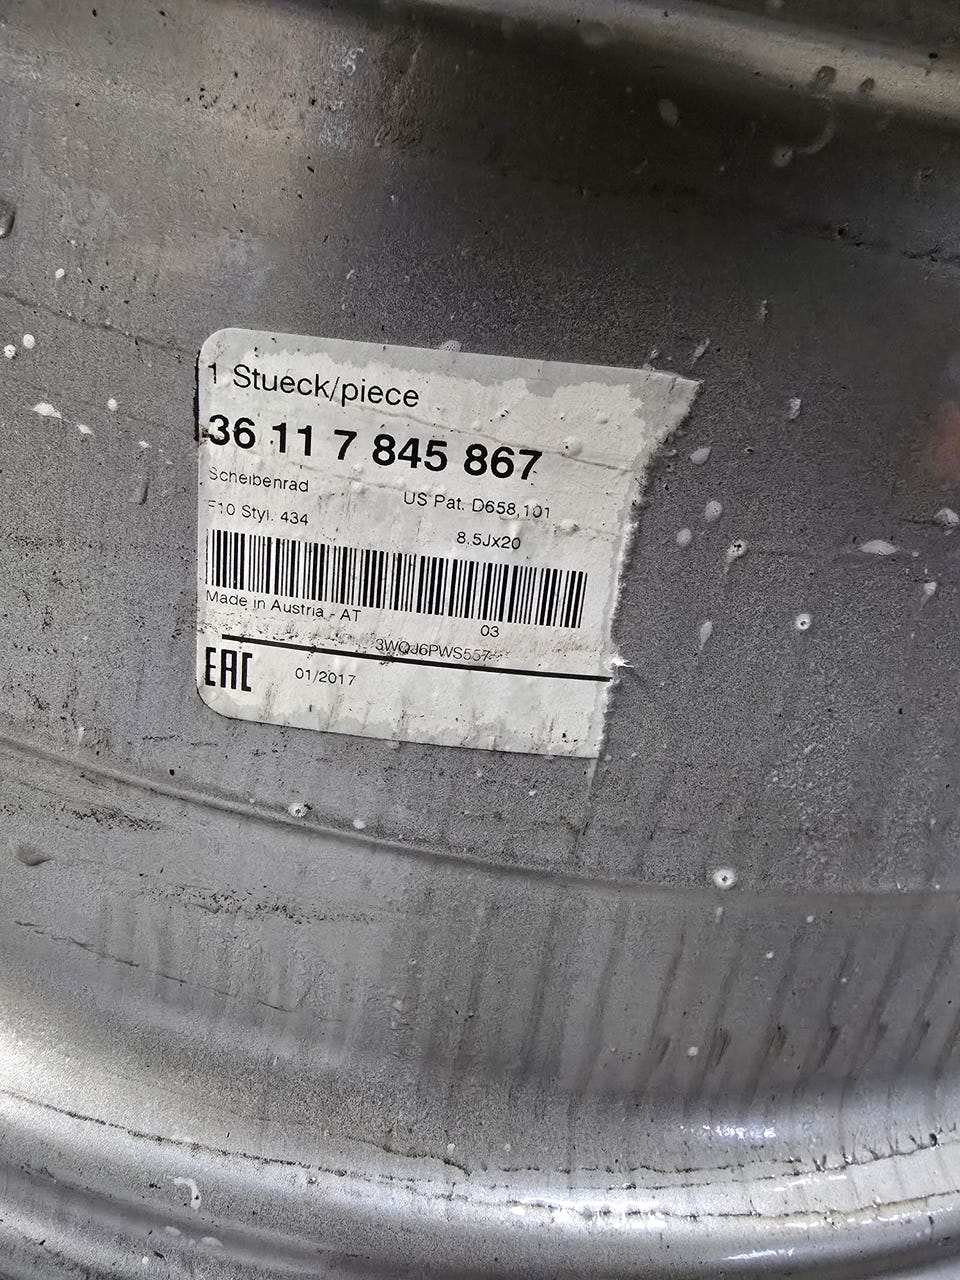 1 Stueck/piece
36 11 7 845 867
Scheibenrad
US Pat. D658,101
F10 Styl. 434
8.5Jx20
Made in Austria - AT
03
3WQJ6PWS557
EAC 01/2017